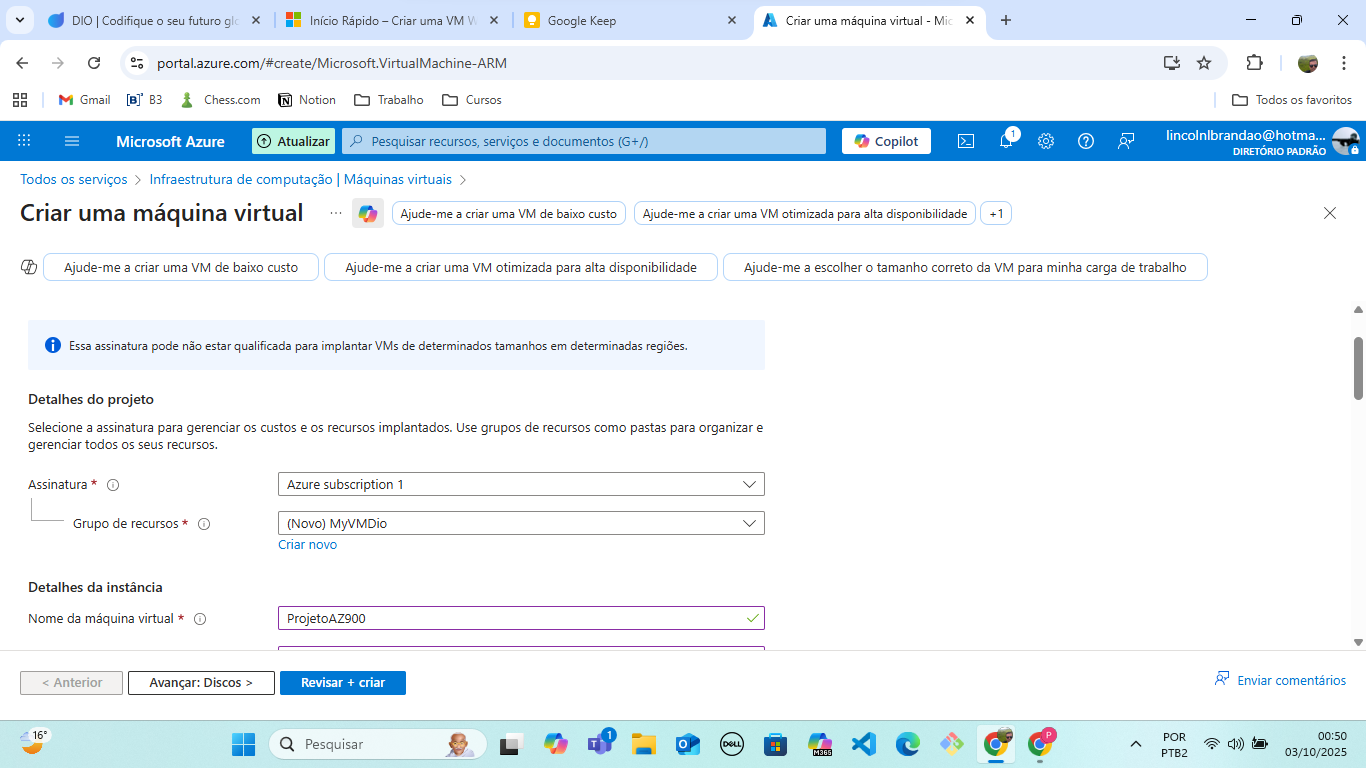 DIO | Codifique o seu futuro glo
Início Rápido – Criar uma VM W
Google Keep
Criar uma máquina virtual - Mic
portal.azure.com/#create/Microsoft.VirtualMachine-ARM
Gmail
B3
Chess.com
Notion
Trabalho
Cursos
Todos os favoritos
Microsoft Azure
Atualizar
Pesquisar recursos, serviços e documentos (G+/)
Copilot
1
lincolnlbrandao@hotma...
DIRETÓRIO PADRÃO
Todos os serviços > Infraestrutura de computação | Máquinas virtuais >
Criar uma máquina virtual
...
Ajude-me a criar uma VM de baixo custo
Ajude-me a criar uma VM otimizada para alta disponibilidade
+1
Ajude-me a criar uma VM de baixo custo
Ajude-me a criar uma VM otimizada para alta disponibilidade
Ajude-me a escolher o tamanho correto da VM para minha carga de trabalho
Essa assinatura pode não estar qualificada para implantar VMs de determinados tamanhos em determinadas regiões.
Detalhes do projeto
Selecione a assinatura para gerenciar os custos e os recursos implantados. Use grupos de recursos como pastas para organizar e
gerenciar todos os seus recursos.
Assinatura *
Azure subscription 1
Grupo de recursos *
(Novo) MyVMDio
Criar novo
Detalhes da instância
Nome da máquina virtual *
ProjetoAZ900
< Anterior
Avançar: Discos >
Revisar + criar
Enviar comentários
16°
Pesquisar
1
DELL
M365
P
POR
PTB2
00:50
03/10/2025